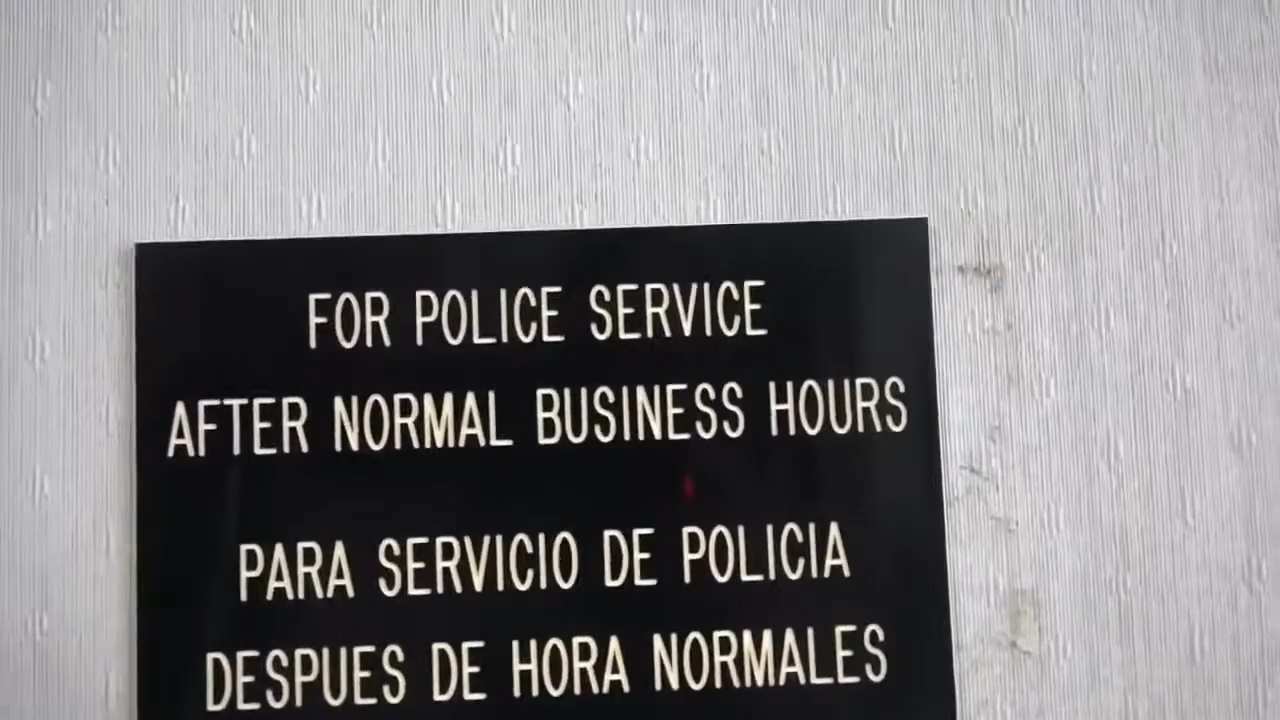 FOR POLICE SERVICE
AFTER NORMAL BUSINESS HOURS
PARA SERVICIO DE POLICIA
DESPUES DE HORA NORMALES